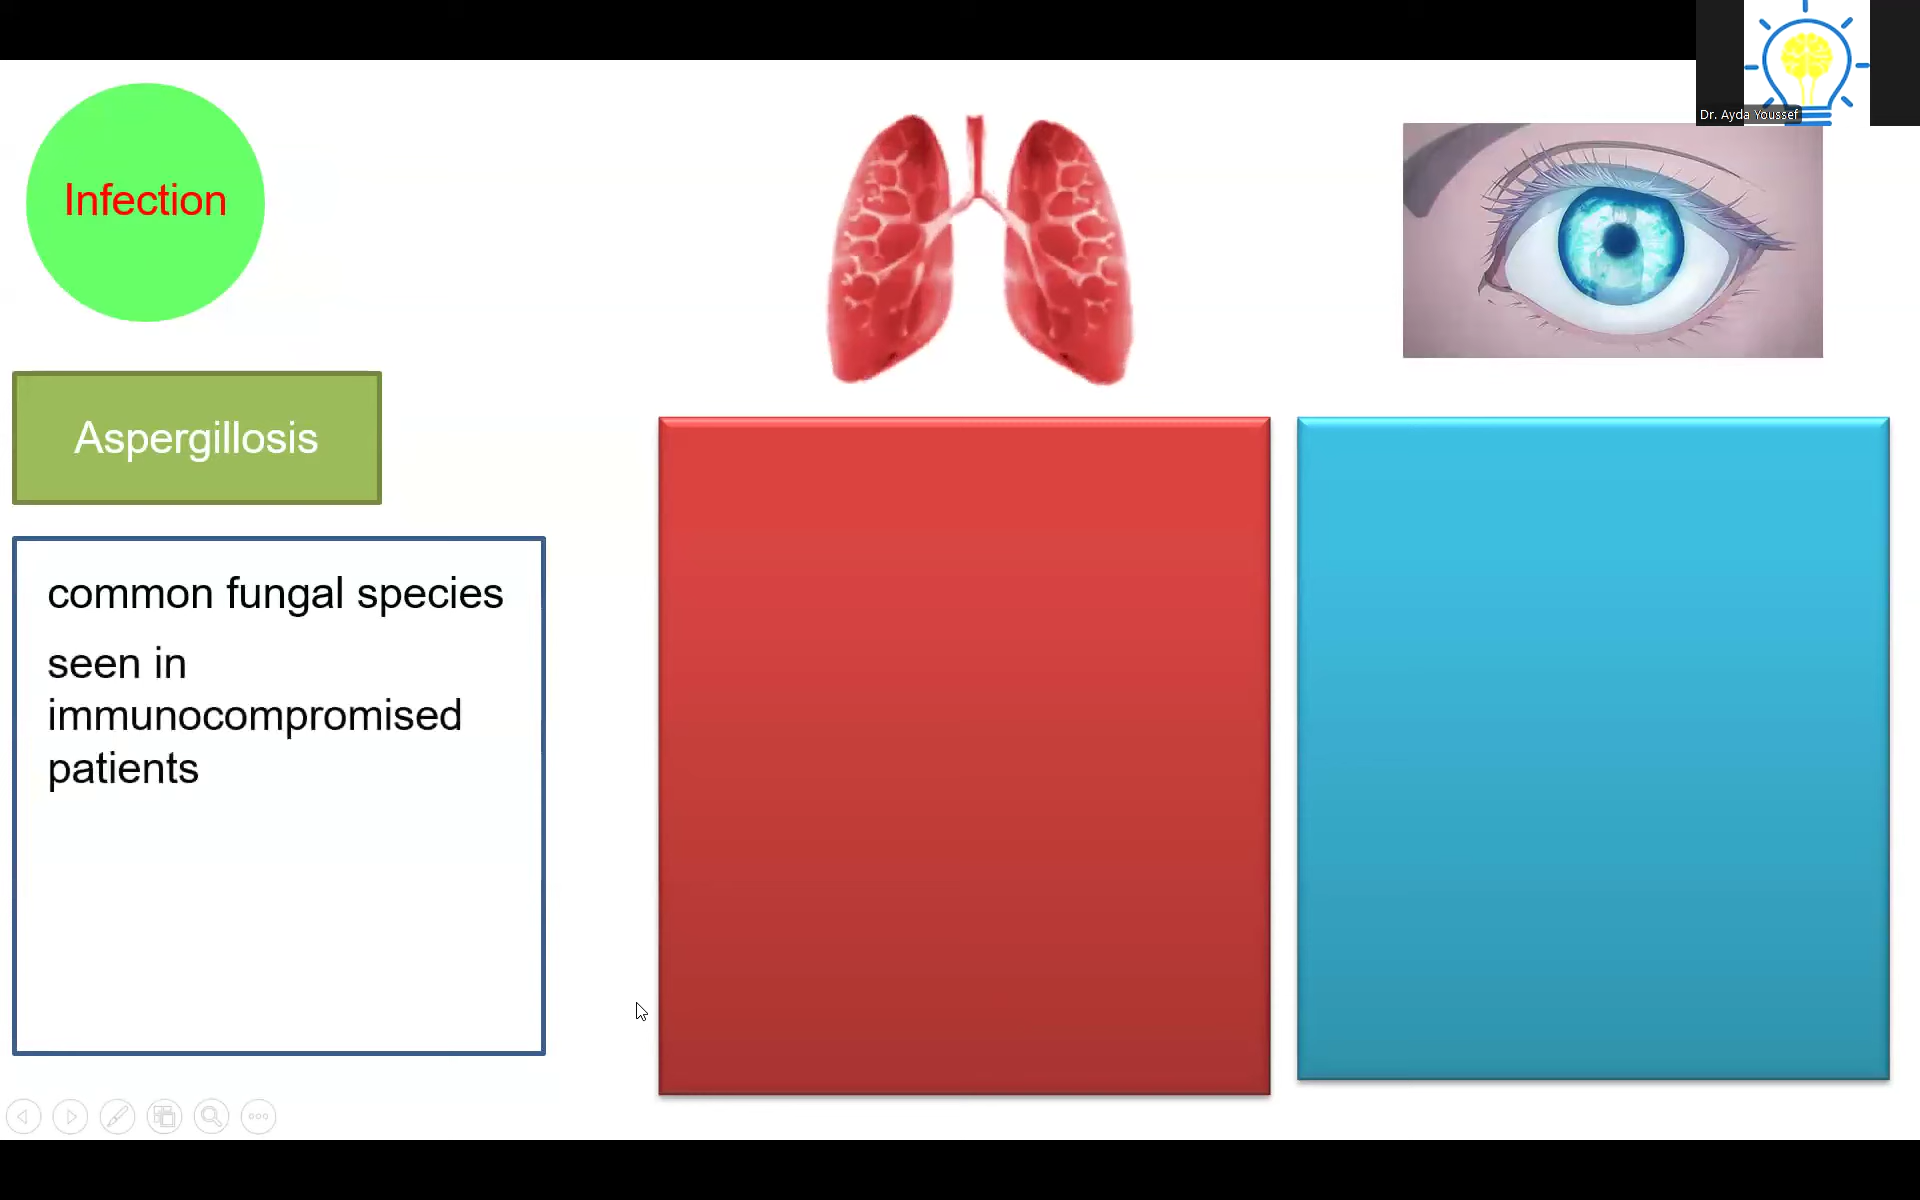 Dr. Ayda Youssef
Infection
Aspergillosis
common fungal species
seen in
immunocompromised
patients